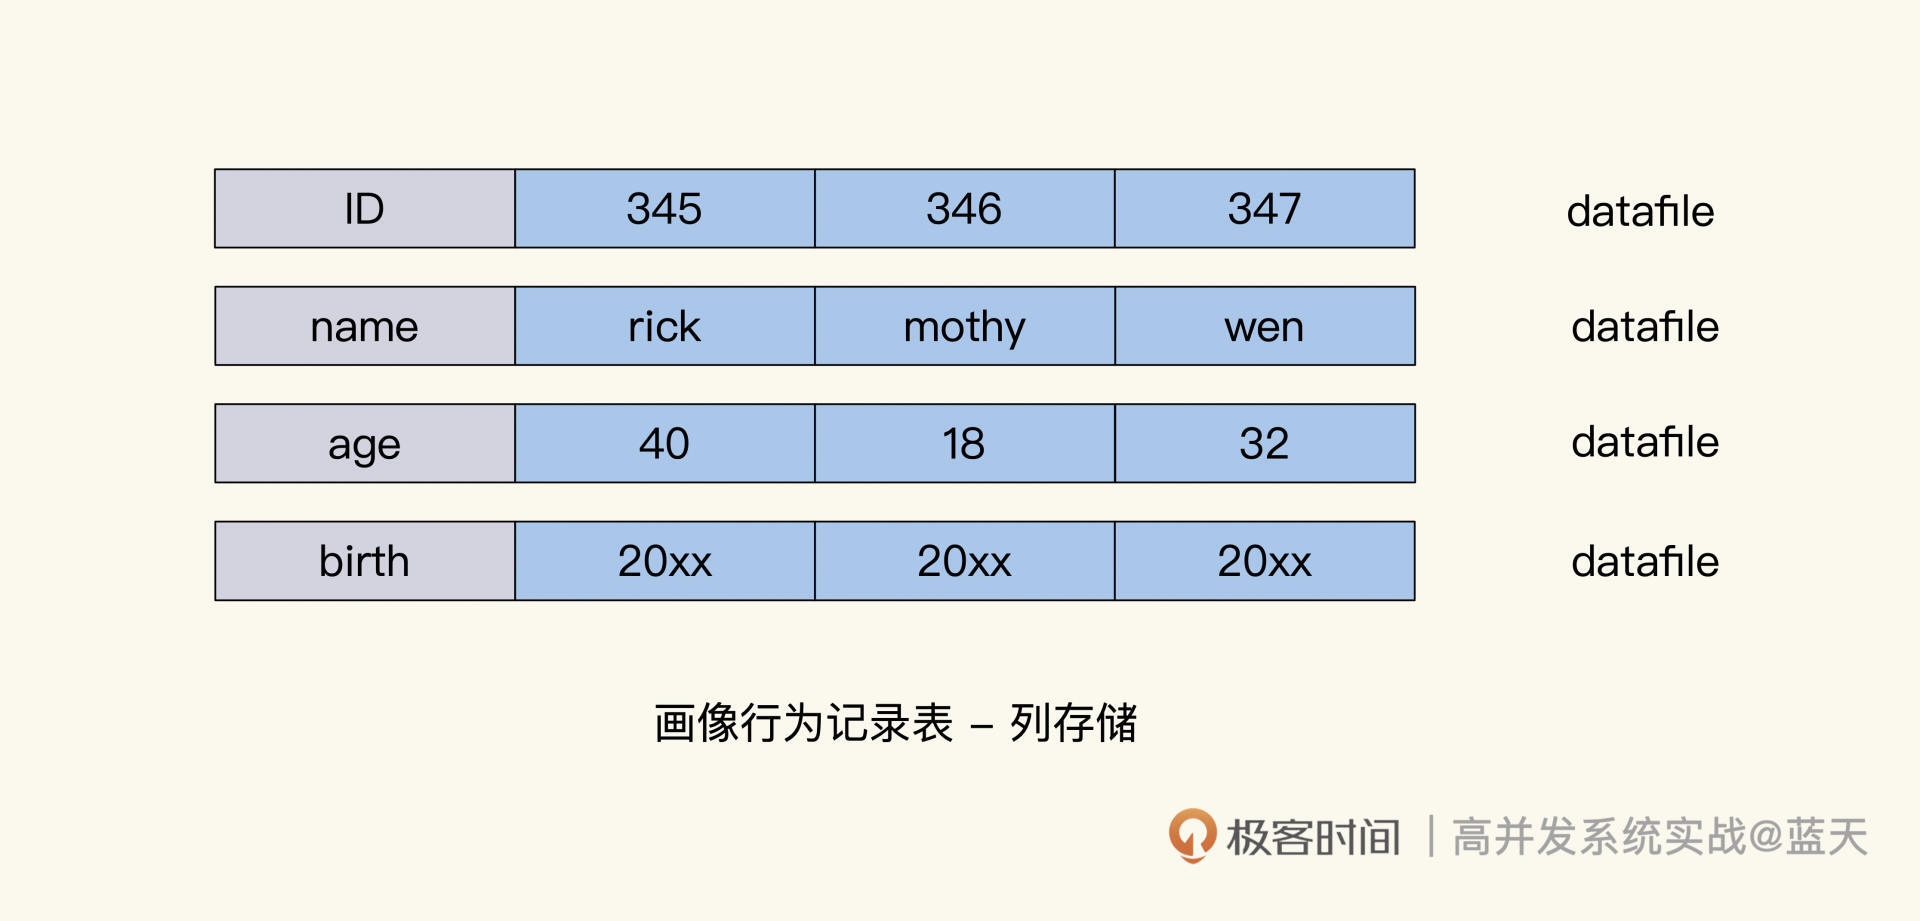 ID 345 346 347 datafile
name rick mothy wen datafile
age 40 18 32 datafile
birth 20xx 20xx 20xx datafile
画像行为记录表 – 列存储
极客时间 | 高并发系统实战@蓝天